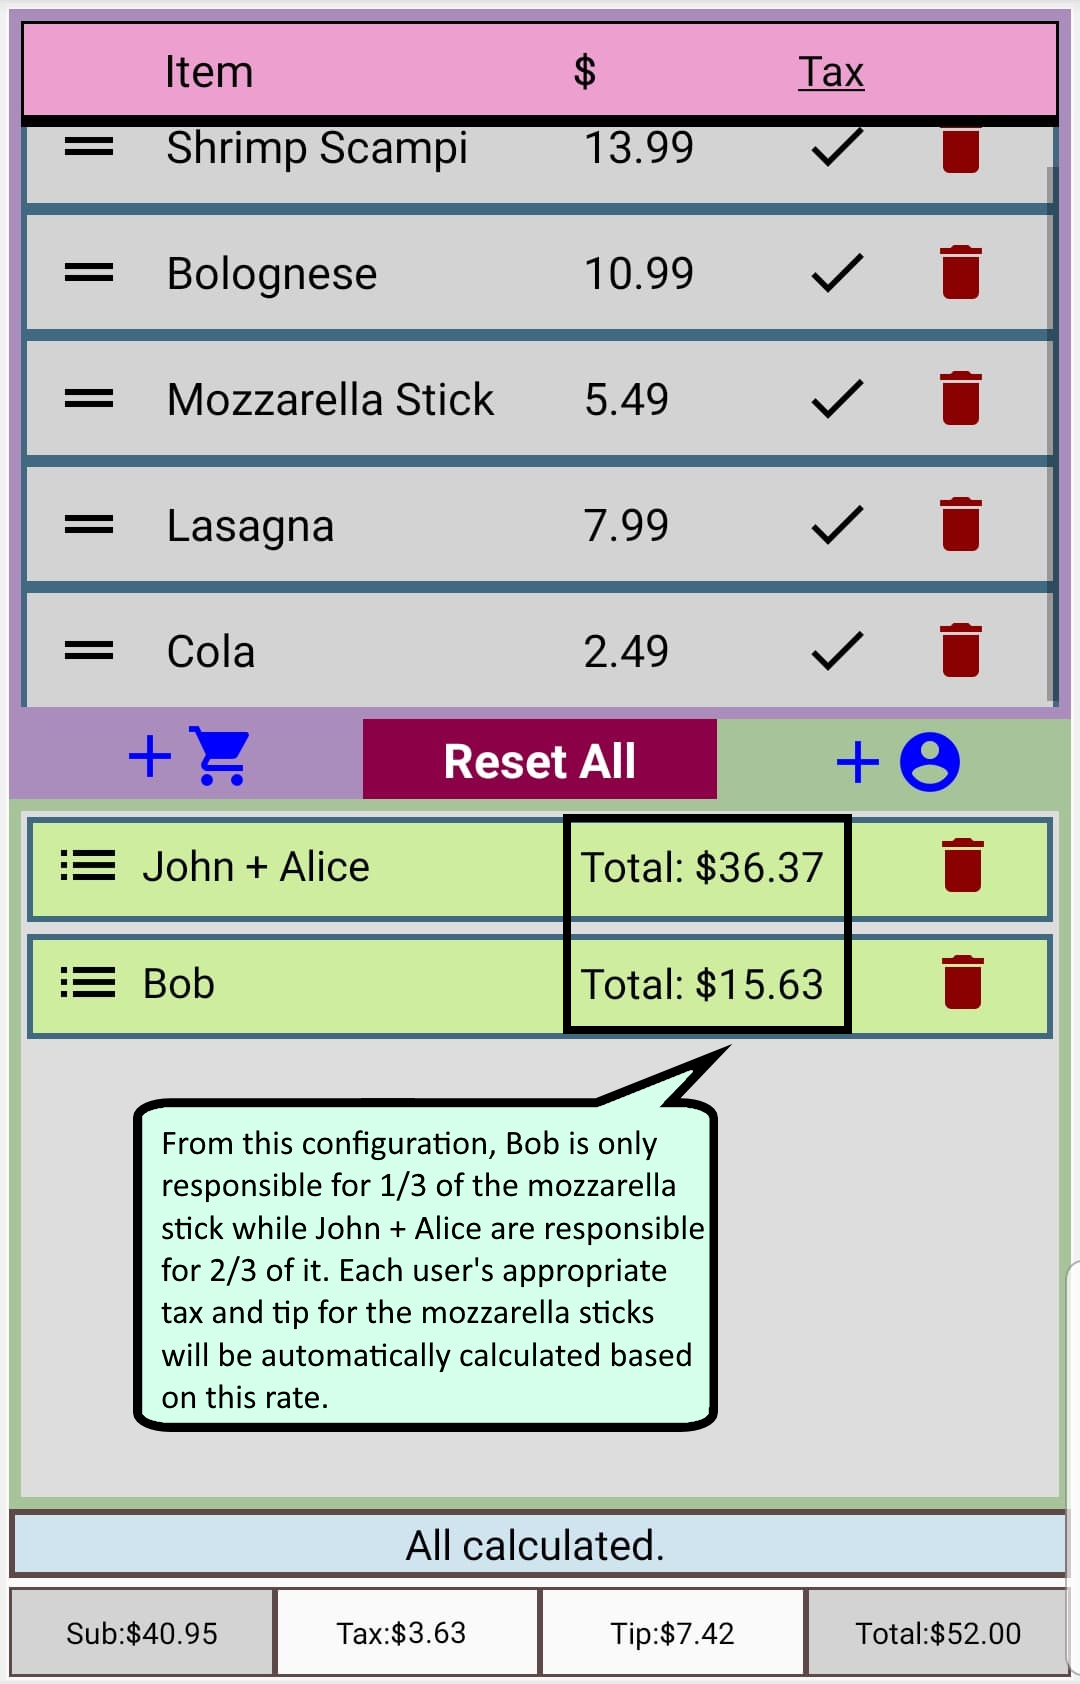 Item $ Tax
Shrimp Scampi 13.99
Bolognese 10.99
Mozzarella Stick 5.49
Lasagna 7.99
Cola 2.49
Reset All
John + Alice Total: $36.37
Bob Total: $15.63
From this configuration, Bob is only
responsible for 1/3 of the mozzarella
stick while John + Alice are responsible
for 2/3 of it. Each user's appropriate
tax and tip for the mozzarella sticks
will be automatically calculated based
on this rate.
All calculated.
Sub:$40.95 Tax:$3.63 Tip:$7.42 Total:$52.00